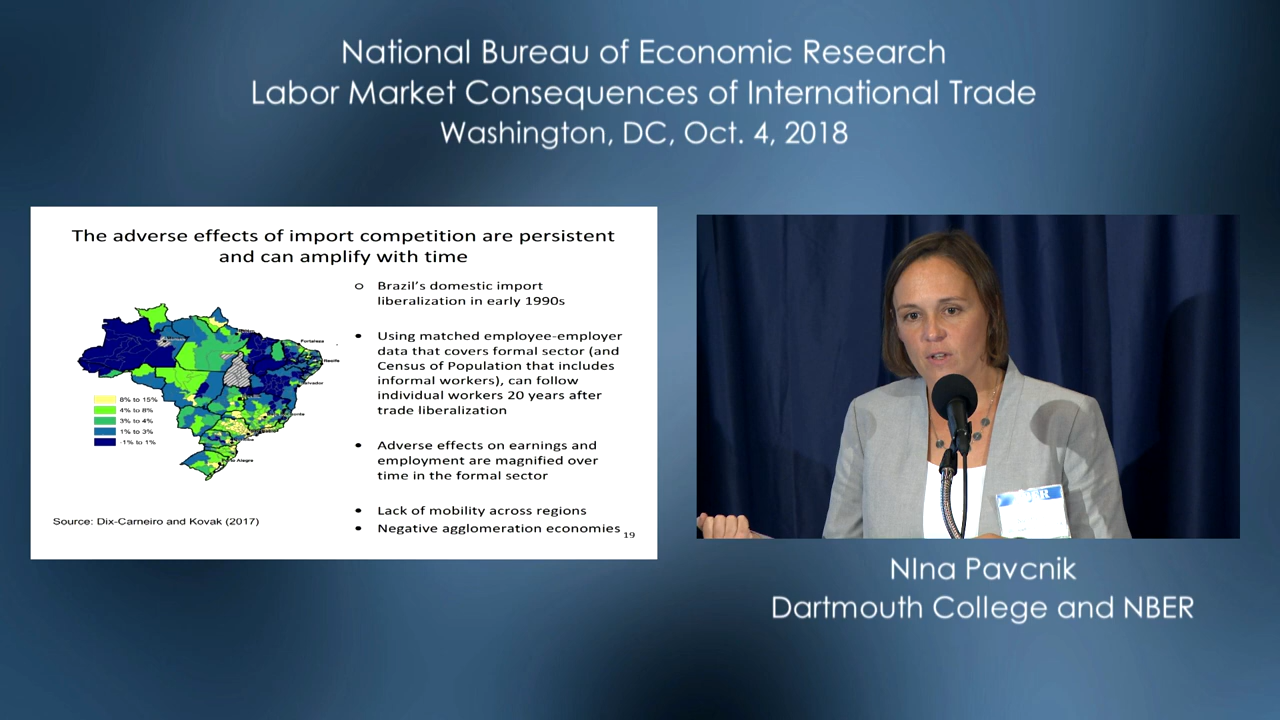 National Bureau of Economic Research
Labor Market Consequences of International Trade
Washington, DC, Oct. 4, 2018
The adverse effects of import competition are persistent
and can amplify with time
○ Brazil's domestic import
liberalization in early 1990s
• Using matched employee-employer
data that covers formal sector (and
Census of Population that includes
informal workers), can follow
individual workers 20 years after
trade liberalization
• Adverse effects on earnings and
employment are magnified over
time in the formal sector
• Lack of mobility across regions
• Negative agglomeration economies
19
Fortaleza
Recife
Salvador
8% to 15%
4% to 8%
3% to 4%
1% to 3%
-1% to 1%
Alegre
Source: Dix-Carneiro and Kovak (2017)
NIna Pavcnik
Dartmouth College and NBER